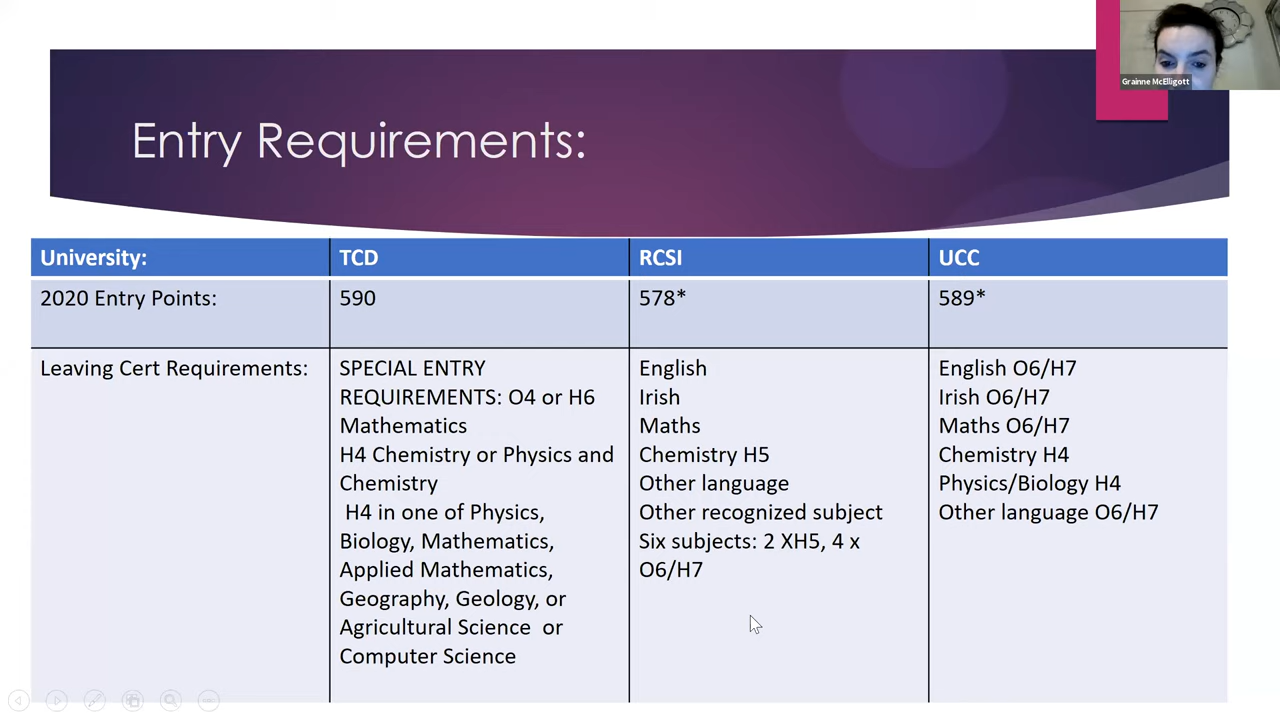 Grainne McElligott
Entry Requirements:
University:
TCD
RCSI
UCC
2020 Entry Points:
590
578*
589*
Leaving Cert Requirements:
SPECIAL ENTRY
REQUIREMENTS: O4 or H6
Mathematics
H4 Chemistry or Physics and
Chemistry
H4 in one of Physics,
Biology, Mathematics,
Applied Mathematics,
Geography, Geology, or
Agricultural Science or
Computer Science
English
Irish
Maths
Chemistry H5
Other language
Other recognized subject
Six subjects: 2 XH5, 4 x
O6/H7
English O6/H7
Irish O6/H7
Maths O6/H7
Chemistry H4
Physics/Biology H4
Other language O6/H7